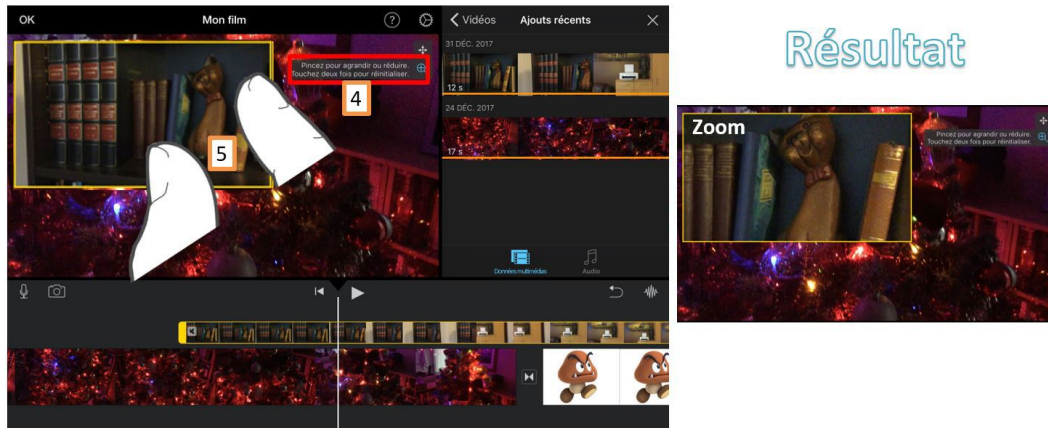 OK
Mon film
?
Vidéos
Ajouts récents
31 DÉC. 2017
Pincez pour agrandir ou réduire.
Touchez deux fois pour réinitialiser.
4
5
12 s
24 DÉC. 2017
17 s
Données multimédias
Audio
Résultat
Zoom
Pincez pour agrandir ou réduire.
Touchez deux fois pour réinitialiser.